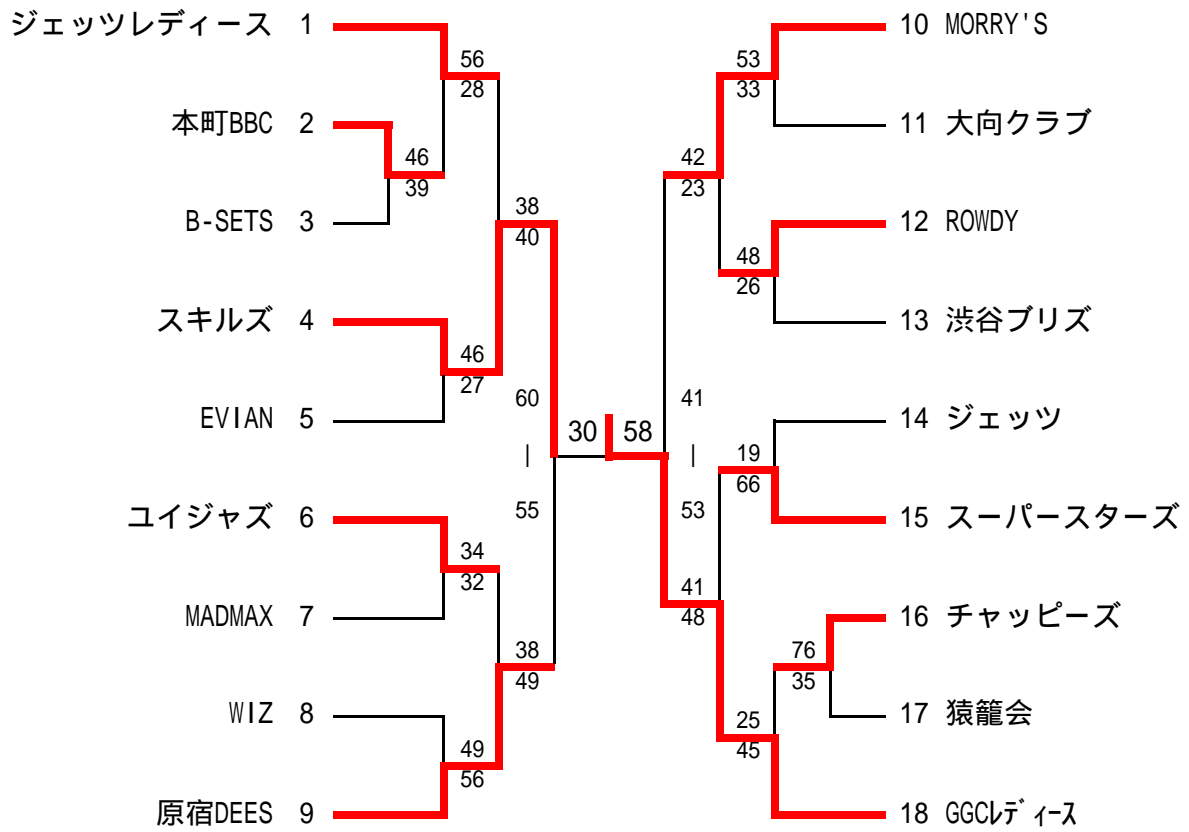 ジェッツレディース 1
56
28
本町BBC 2
46
39
B-SETS 3
38
40
スキルズ 4
46
27
EVIAN 5
60
|
55
30
ユイジャズ 6
34
32
MADMAX 7
38
49
WIZ 8
49
56
原宿DEES 9
10 MORRY'S
53
33
11 大向クラブ
42
23
12 ROWDY
48
26
13 渋谷ブリズ
41
|
53
58
14 ジェッツ
19
66
15 スーパースターズ
41
48
16 チャッピーズ
76
35
17 猿籠会
25
45
18 GGCレディース